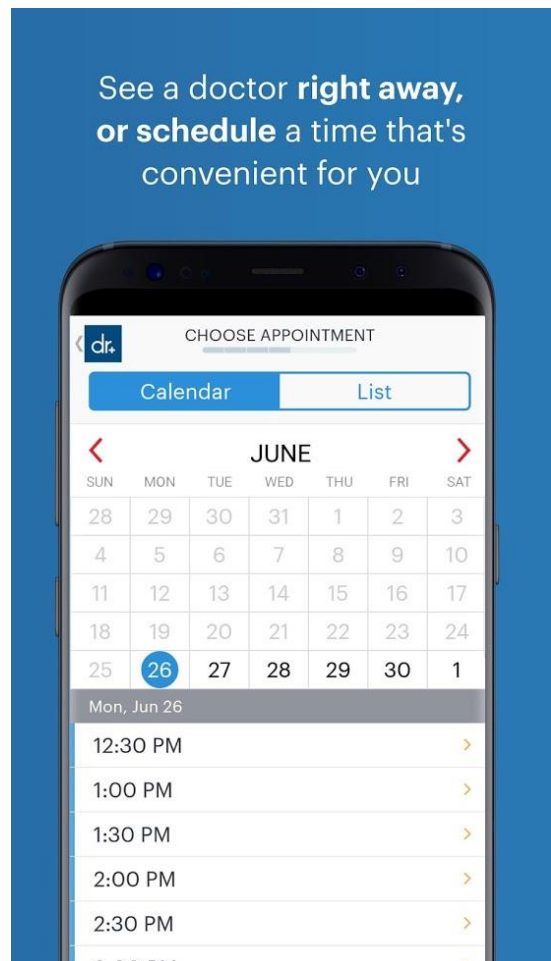 See a doctor right away,
or schedule a time that's
convenient for you
dr+
CHOOSE APPOINTMENT
Calendar List
JUNE
SUN MON TUE WED THU FRI SAT
28 29 30 31 1 2 3
4 5 6 7 8 9 10
11 12 13 14 15 16 17
18 19 20 21 22 23 24
25 26 27 28 29 30 1
Mon, Jun 26
12:30 PM
1:00 PM
1:30 PM
2:00 PM
2:30 PM